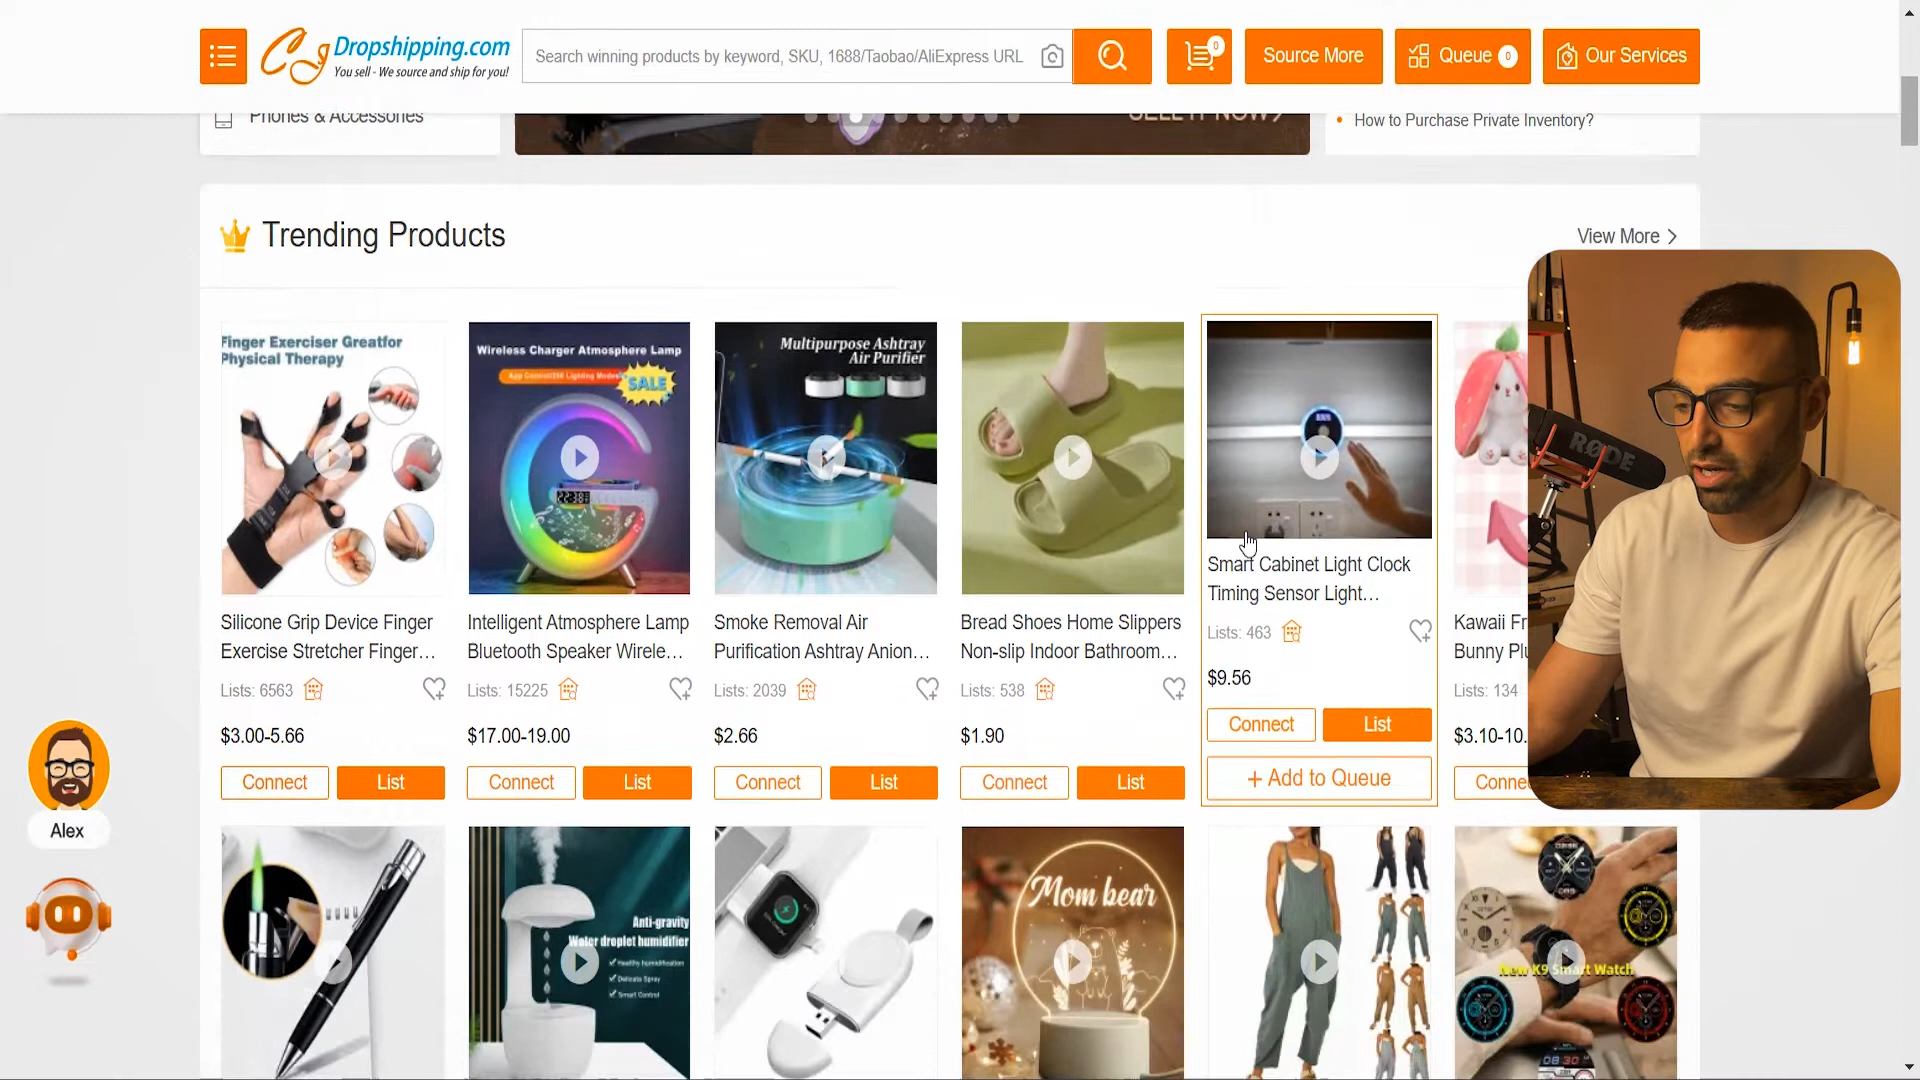 Dropshipping.com
You sell - We source and ship for you!
Search winning products by keyword, SKU, 1688/Taobao/AliExpress URL
0
Source More
Queue 0
Our Services
Phones & Accessories
SELL IT NOW
How to Purchase Private Inventory?
Trending Products
View More
Finger Exerciser Greatfor
Physical Therapy
Wireless Charger Atmosphere Lamp
SALE
Multipurpose Ashtray
Air Purifier
RØDE
Smart Cabinet Light Clock
Timing Sensor Light...
Lists: 463
$9.56
Connect
List
+ Add to Queue
Silicone Grip Device Finger
Exercise Stretcher Finger...
Lists: 6563
$3.00-5.66
Connect
List
Intelligent Atmosphere Lamp
Bluetooth Speaker Wirele...
Lists: 15225
$17.00-19.00
Connect
List
Smoke Removal Air
Purification Ashtray Anion...
Lists: 2039
$2.66
Connect
List
Bread Shoes Home Slippers
Non-slip Indoor Bathroom...
Lists: 538
$1.90
Connect
List
Kawaii Fr
Bunny Plu
Lists: 134
$3.10-10.
Conne
Alex
Anti-gravity
Water droplet humidifier
Healthy humidification
Delicate Spray
Smart Control
Mom bear
New K9 Smart Watch
08 30